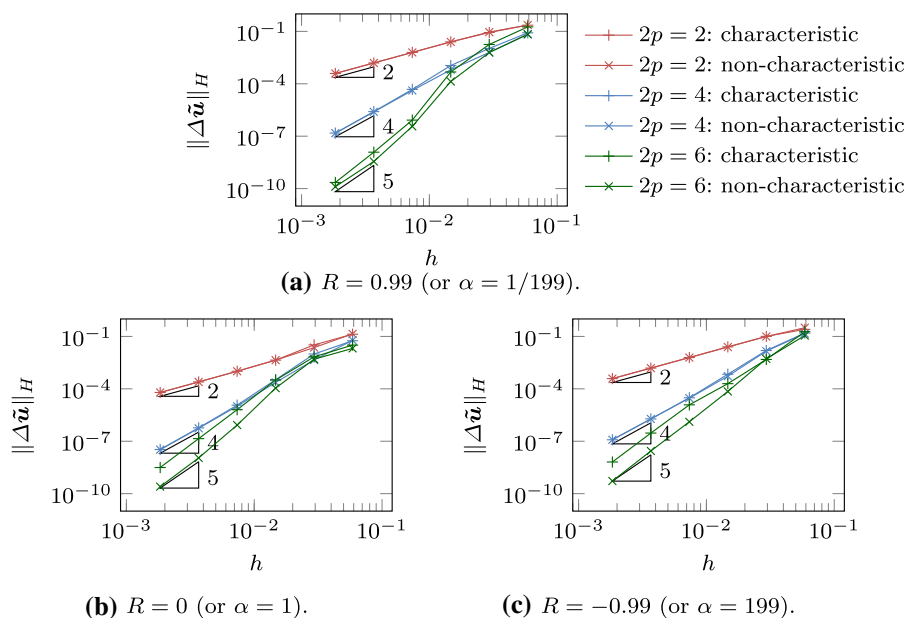 10^{-1}
10^{-4}
10^{-7}
10^{-10}
‖Δũ‖_H
2
4
5
10^{-3} 10^{-2} 10^{-1}
h
2p = 2: characteristic
2p = 2: non-characteristic
2p = 4: characteristic
2p = 4: non-characteristic
2p = 6: characteristic
2p = 6: non-characteristic
(a) R = 0.99 (or α = 1/199).
10^{-1}
10^{-4}
10^{-7}
10^{-10}
‖Δũ‖_H
2
4
5
10^{-3} 10^{-2} 10^{-1}
h
(b) R = 0 (or α = 1).
10^{-1}
10^{-4}
10^{-7}
10^{-10}
‖Δũ‖_H
2
4
5
10^{-3} 10^{-2} 10^{-1}
h
(c) R = −0.99 (or α = 199).